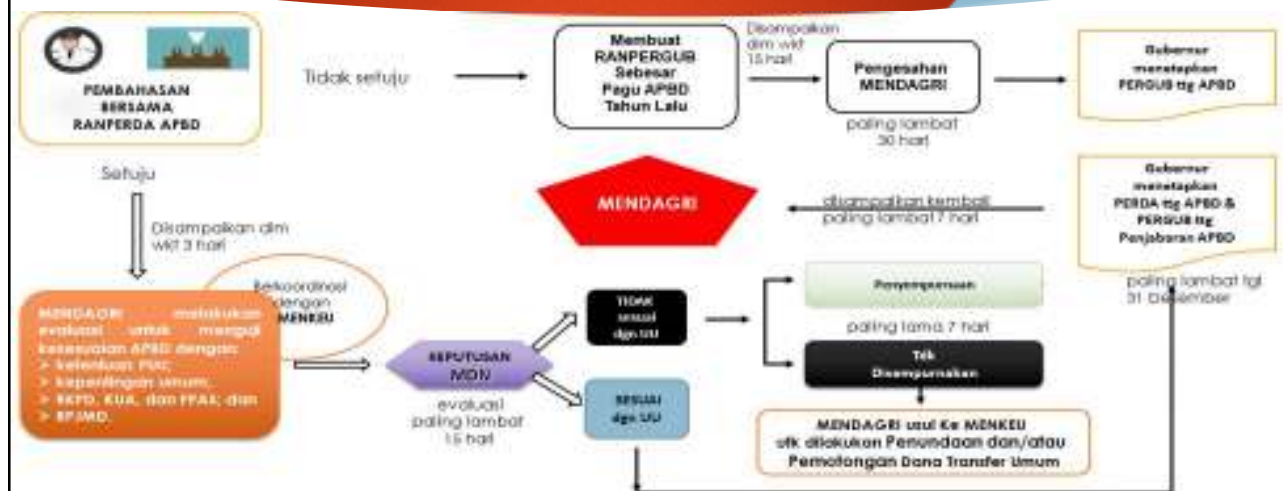 PEMBAHASAN
BERSAMA
RANPERDA APBD
Tidak setuju
Membuat
RANPERGUB
Sebesar
Pagu APBD
Tahun Lalu
Disampaikan
dlm wkt
15 hari
Pengesahan
MENDAGRI
paling lambat
30 hari
Gubernur
menetapkan
PERGUB ttg APBD
Setuju
Disampaikan dlm
wkt 3 hari
MENDAGRI
disampaikan kembali
paling lambat 7 hari
Gubernur
menetapkan
PERDA ttg APBD &
PERGUB ttg
Penjabaran APBD
paling lambat tgl
31 Desember
Berkoordinasi
dengan
MENKEU
MENDAGRI melakukan
evaluasi untuk menguji
kesesuaian APBD dengan:
> ketentuan PUU;
> kepentingan umum;
> RKPD, KUA, dan PPAS; dan
> RPJMD.
KEPUTUSAN
MDN
evaluasi
paling lambat
15 hari
TIDAK
sesuai
dgn UU
SESUAI
dgn UU
Penyempurnaan
paling lama 7 hari
Tdk
Disempurnakan
MENDAGRI usul Ke MENKEU
utk dilakukan Penundaan dan/atau
Pemotongan Dana Transfer Umum